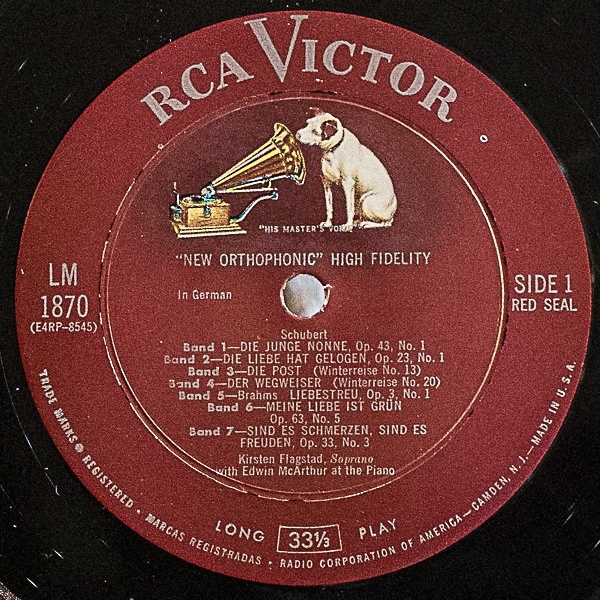 RCA VICTOR
"HIS MASTER'S VOICE"
"NEW ORTHOPHONIC" HIGH FIDELITY
LM
1870
(E4RP-8545)
SIDE 1
RED SEAL
In German
Schubert
Band 1—DIE JUNGE NONNE, Op. 43, No. 1
Band 2—DIE LIEBE HAT GELOGEN, Op. 23, No. 1
Band 3—DIE POST (Winterreise No. 13)
Band 4—DER WEGWEISER (Winterreise No. 20)
Band 5—Brahms LIEBESTREU, Op. 3, No. 1
Band 6—MEINE LIEBE IST GRÜN
Op. 63, No. 5
Band 7—SIND ES SCHMERZEN, SIND ES
FREUDEN, Op. 33, No. 3
Kirsten Flagstad, Soprano
with Edwin McArthur at the Piano
LONG 33⅓ PLAY
TRADE MARKS ® REGISTERED • MARCAS REGISTRADAS • RADIO CORPORATION OF AMERICA—CAMDEN, N. J.—MADE IN U.S.A.